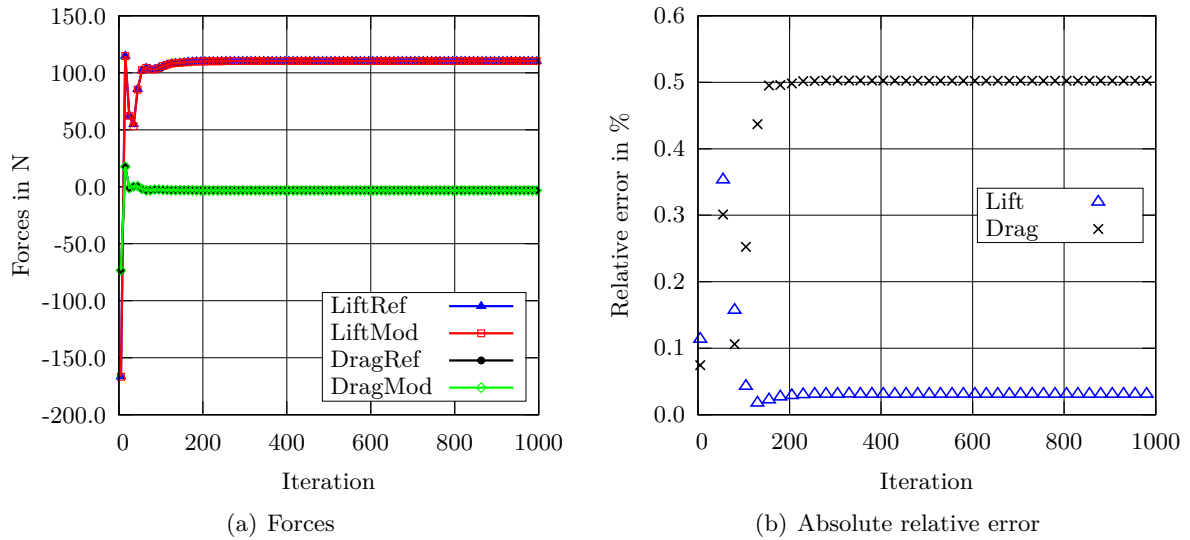 150.0
100.0
50.0
0.0
-50.0
-100.0
-150.0
-200.0
0 200 400 600 800 1000
Forces in N
Iteration
LiftRef
LiftMod
DragRef
DragMod
(a) Forces
0.6
0.5
0.4
0.3
0.2
0.1
0.0
0 200 400 600 800 1000
Relative error in %
Iteration
Lift
Drag
(b) Absolute relative error